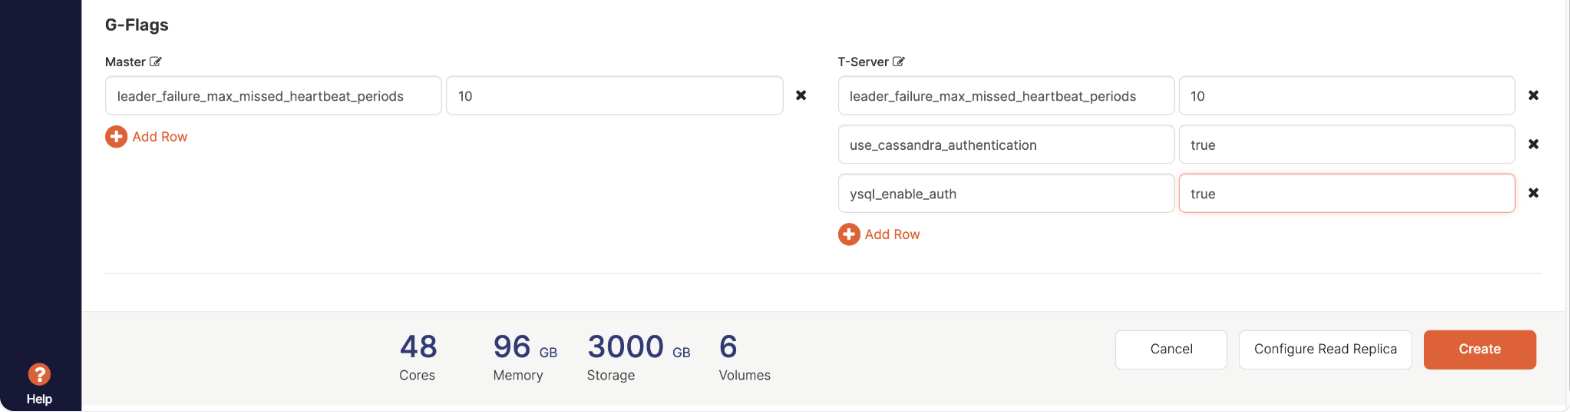 G-Flags
Master
leader_failure_max_missed_heartbeat_periods 10
Add Row
T-Server
leader_failure_max_missed_heartbeat_periods 10
use_cassandra_authentication true
ysql_enable_auth true
Add Row
48 Cores
96 GB Memory
3000 GB Storage
6 Volumes
Cancel
Configure Read Replica
Create
?
Help